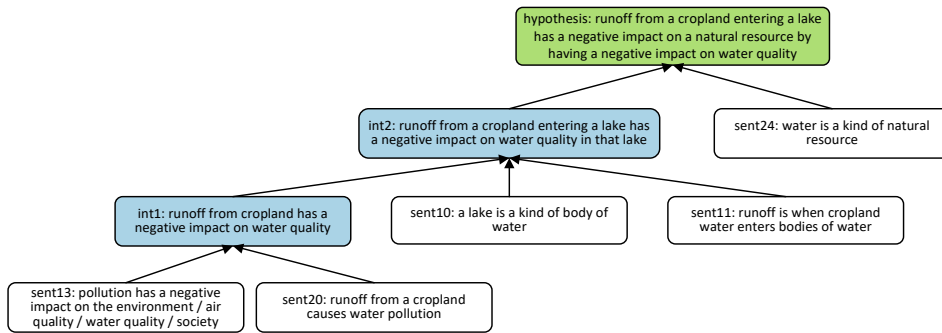 hypothesis: runoff from a cropland entering a lake
has a negative impact on a natural resource by
having a negative impact on water quality
int2: runoff from a cropland entering a lake has
a negative impact on water quality in that lake
sent24: water is a kind of natural
resource
int1: runoff from cropland has a
negative impact on water quality
sent10: a lake is a kind of body of
water
sent11: runoff is when cropland
water enters bodies of water
sent13: pollution has a negative
impact on the environment / air
quality / water quality / society
sent20: runoff from a cropland
causes water pollution